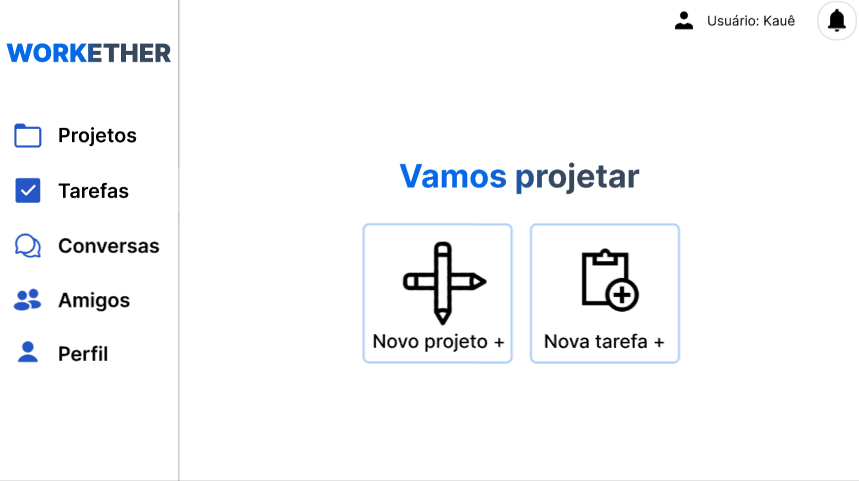 Usuário: Kauê
WORKETHER
Projetos
Tarefas
Conversas
Amigos
Perfil
Vamos projetar
Novo projeto +
Nova tarefa +